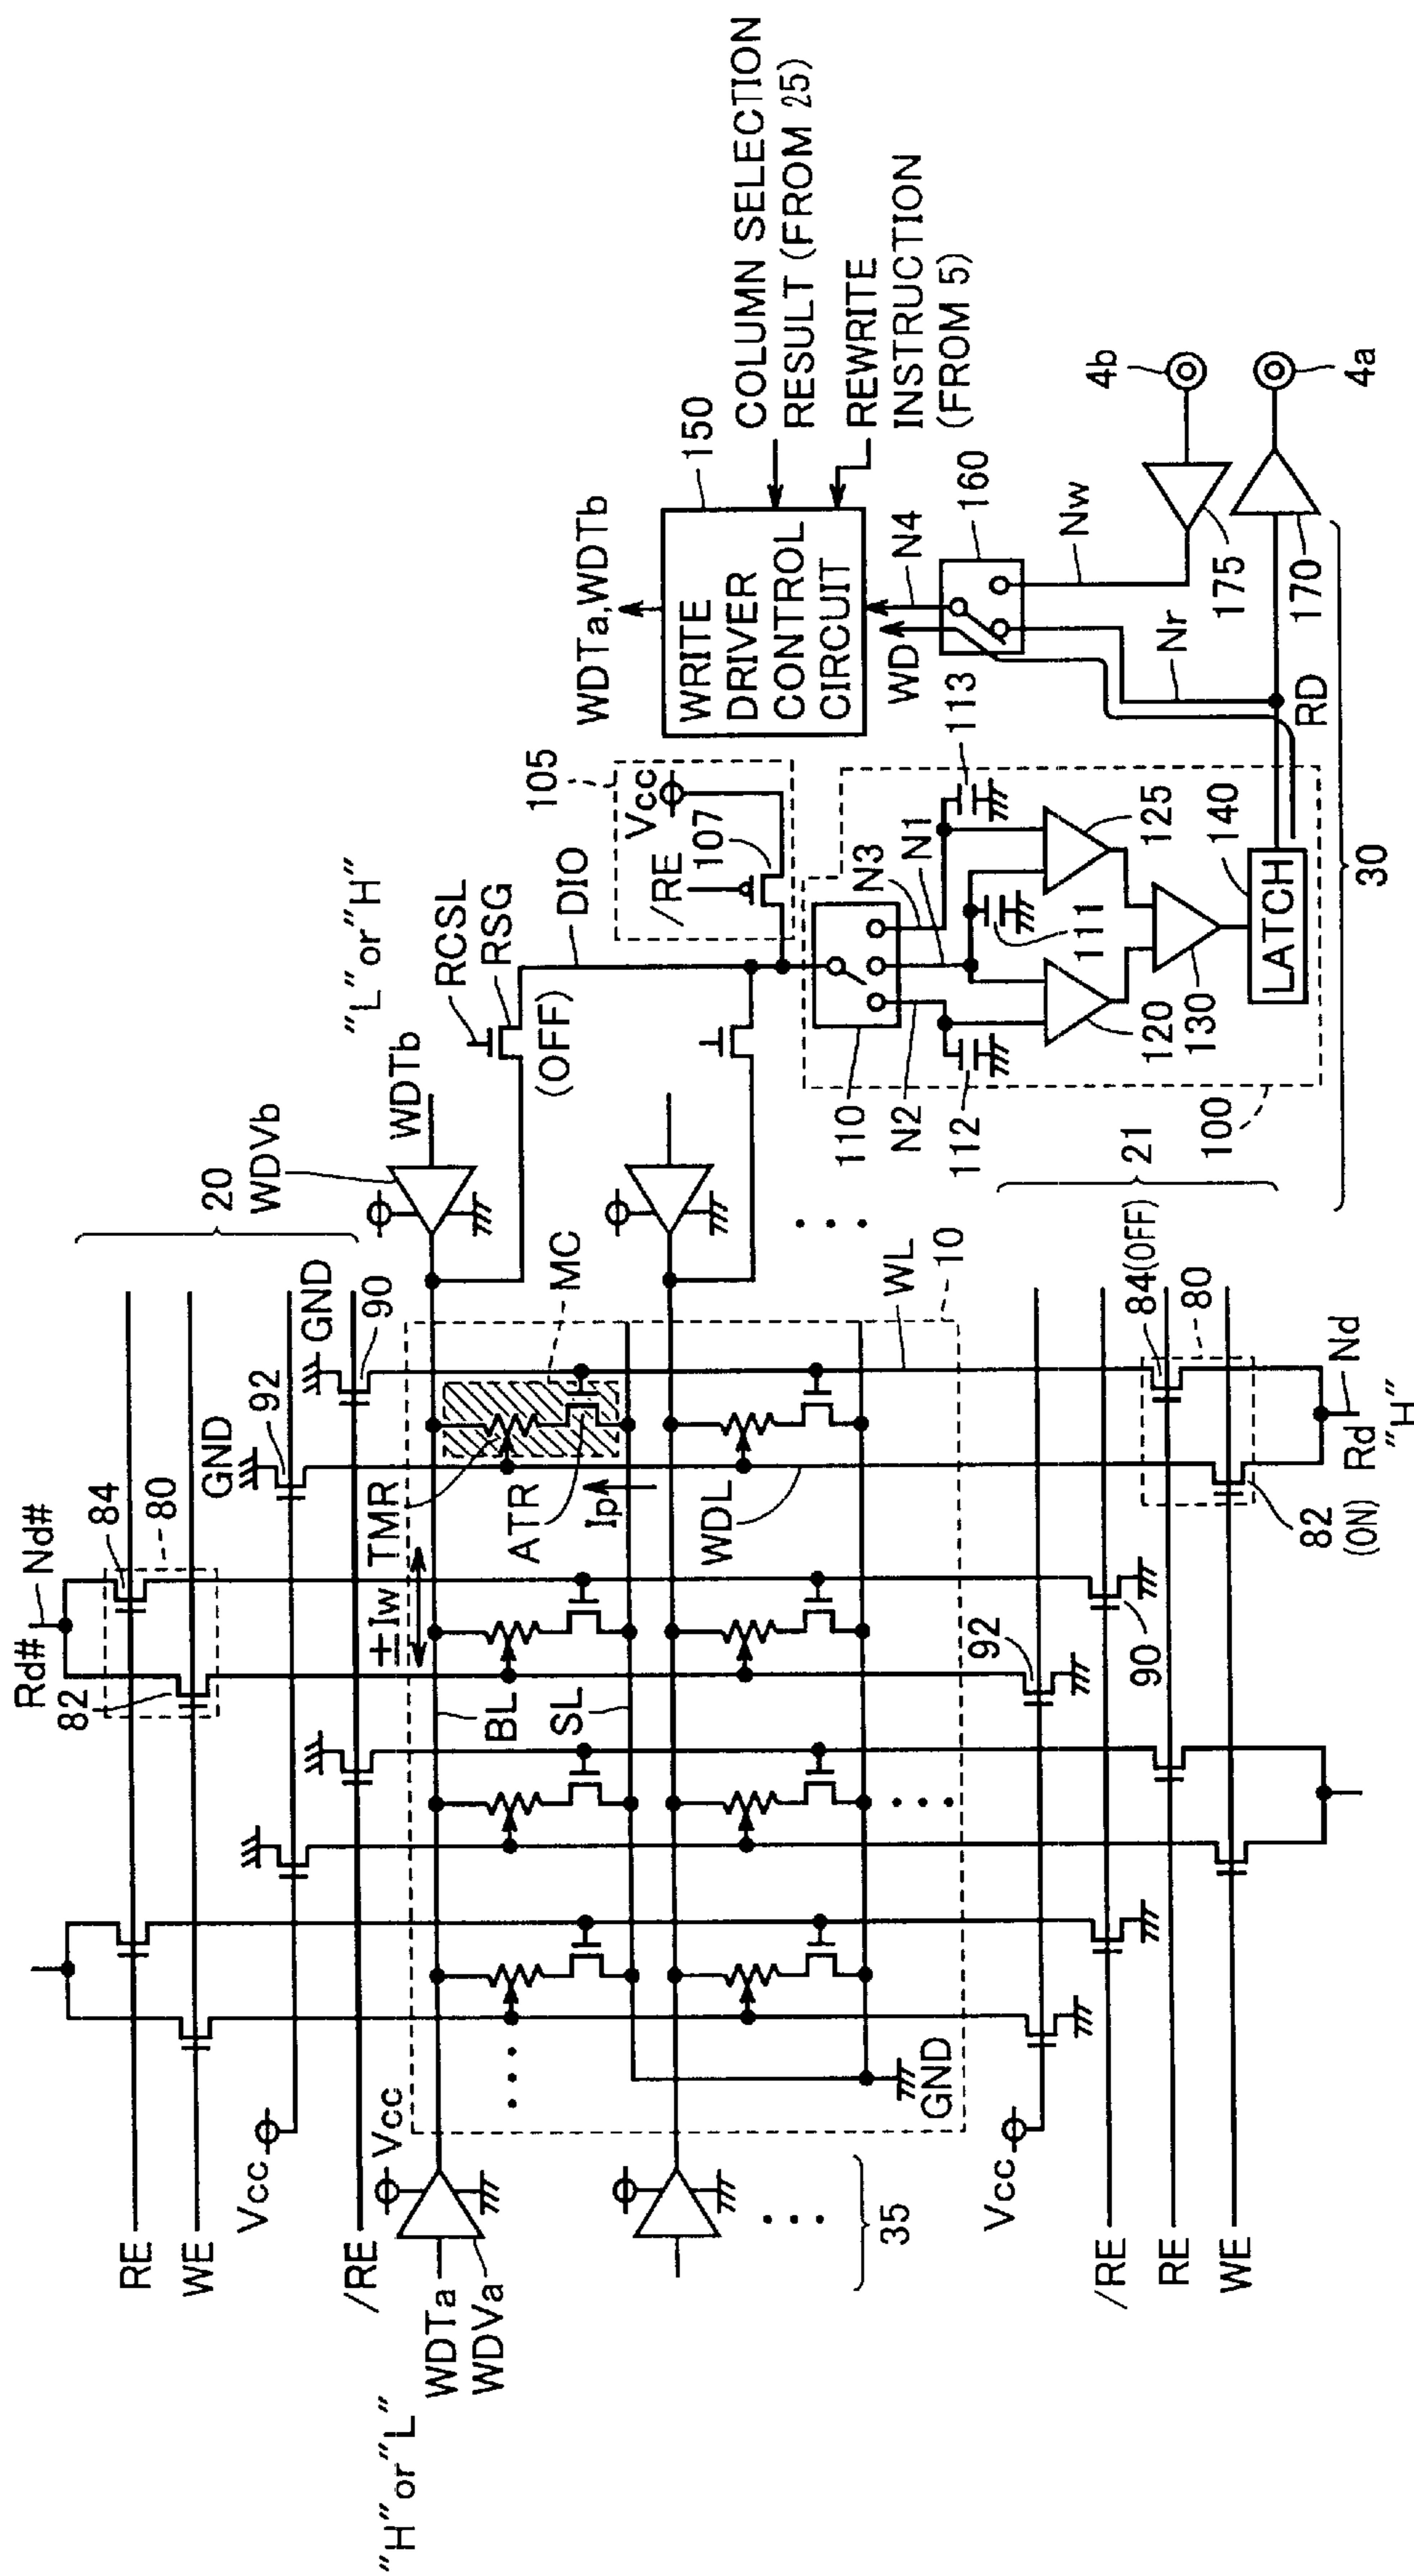 RE
WE
Vcc
/RE
"H" or "L"
WDTa
WDVa
Vcc
35
Vcc
/RE
RE
WE
GND
Rd#
Nd#
82
84
80
GND
92
GND
90
20
WDVb
WDTb
"L" or "H"
±Iw
TMR
ATR
Ip
MC
BL
SL
WDL
WL
10
92
90
82
(ON)
84(OFF)
80
Rd
Nd
"H"
21
RCSL
RSG
(OFF)
DIO
105
Vcc
/RE
107
110
N2
N3
N1
112
111
113
120
125
130
140
LATCH
100
30
WDTa,WDTb
WRITE
DRIVER
CONTROL
CIRCUIT
150
COLUMN SELECTION
RESULT (FROM 25)
REWRITE
INSTRUCTION
(FROM 5)
WD
N4
160
Nw
Nr
RD
175
170
4b
4a